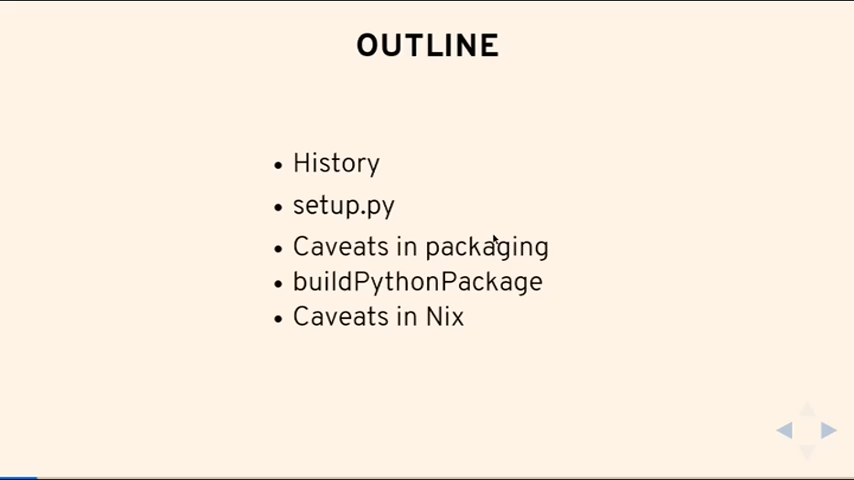 OUTLINE
• History
• setup.py
• Caveats in packaging
• buildPythonPackage
• Caveats in Nix